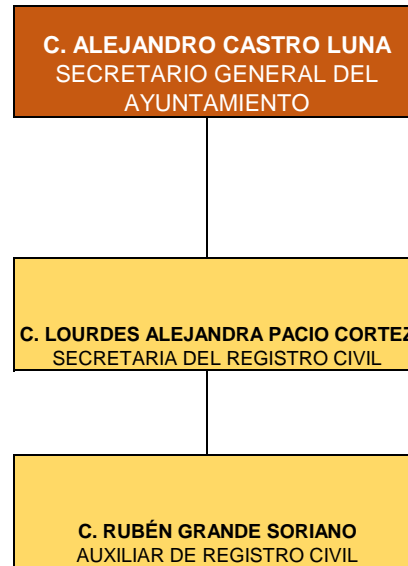 C. ALEJANDRO CASTRO LUNA
SECRETARIO GENERAL DEL
AYUNTAMIENTO
C. LOURDES ALEJANDRA PACIO CORTEZ
SECRETARIA DEL REGISTRO CIVIL
C. RUBÉN GRANDE SORIANO
AUXILIAR DE REGISTRO CIVIL